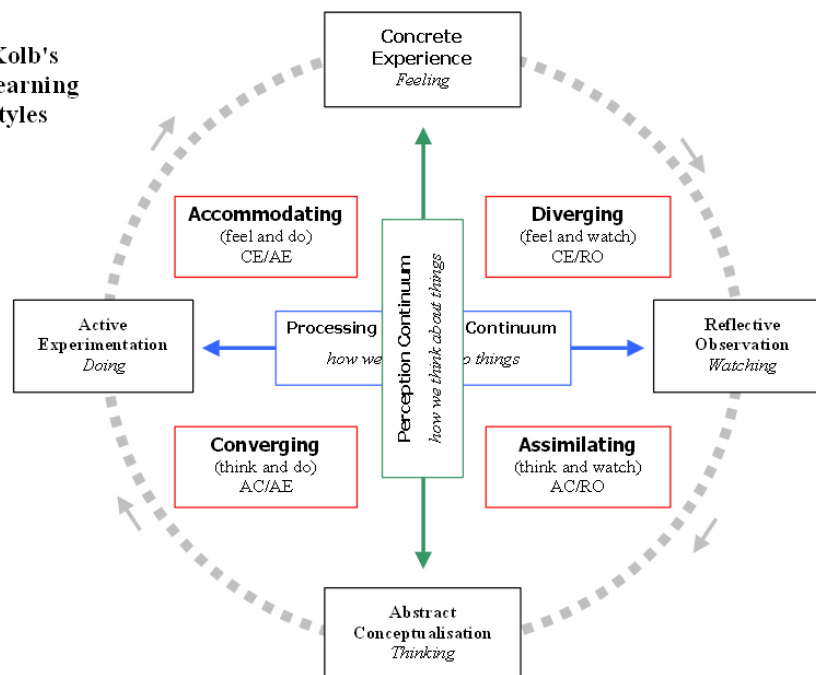 Kolb's
earning
tyles
Concrete
Experience
Feeling
Accommodating
(feel and do)
CE/AE
Diverging
(feel and watch)
CE/RO
Active
Experimentation
Doing
Processing Continuum
how we o things
Perception Continuum
how we think about things
Reflective
Observation
Watching
Converging
(think and do)
AC/AE
Assimilating
(think and watch)
AC/RO
Abstract
Conceptualisation
Thinking